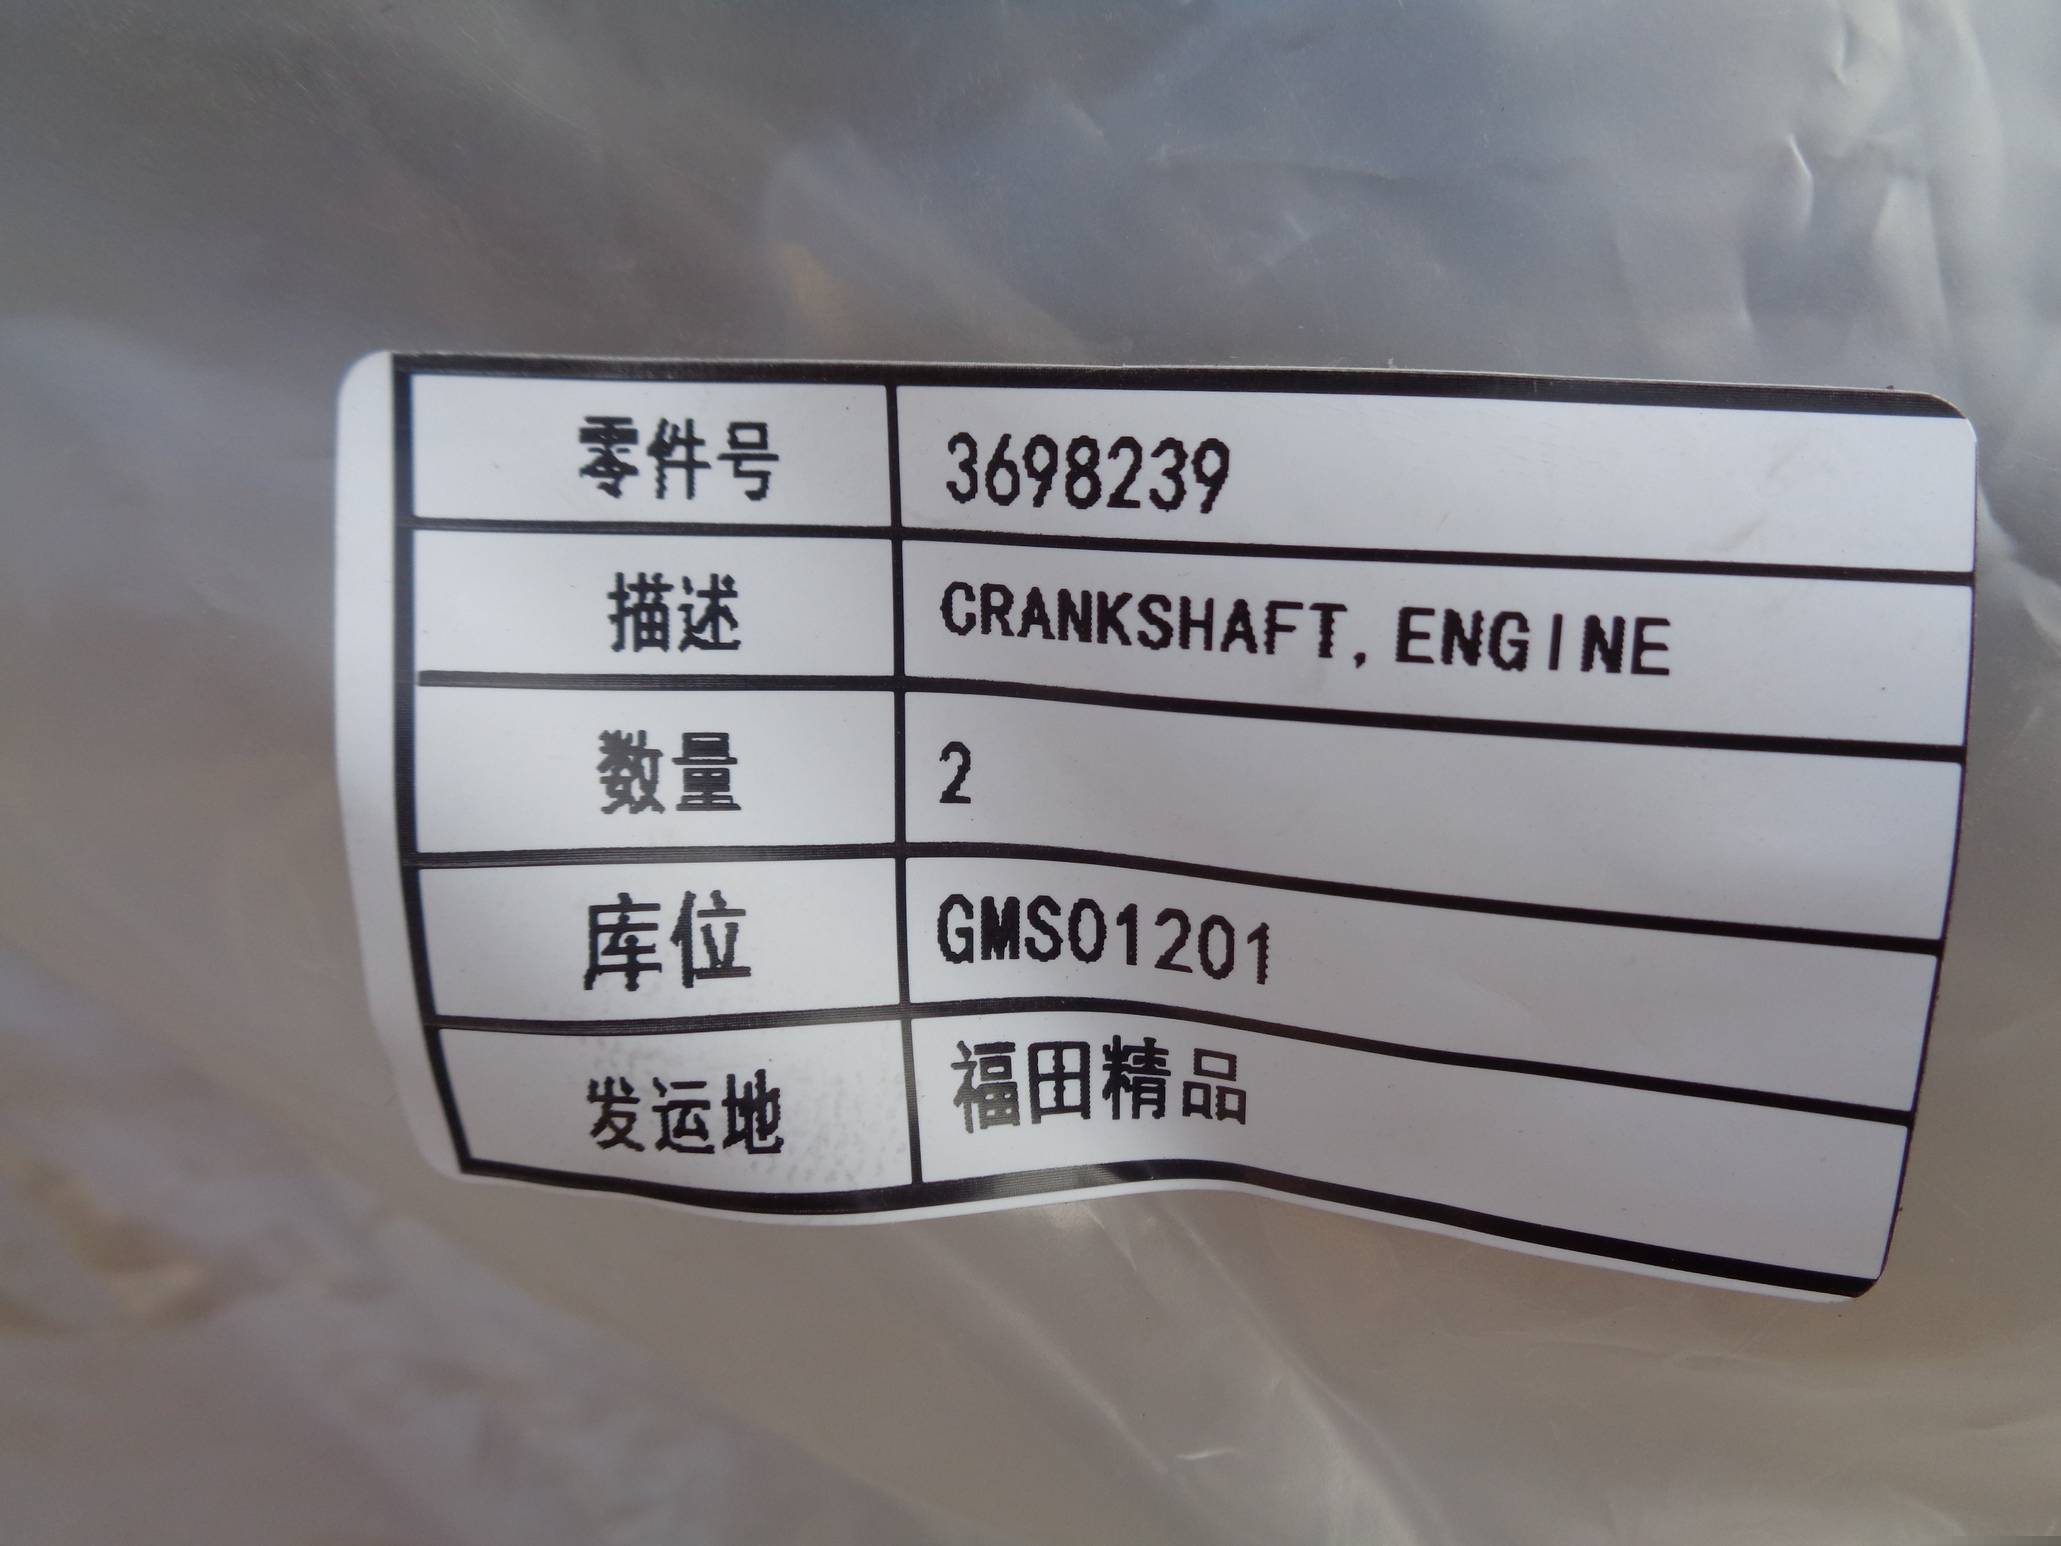 零件号 3698239
描述 CRANKSHAFT,ENGINE
数量 2
库位 GMS01201
发运地 福田精品